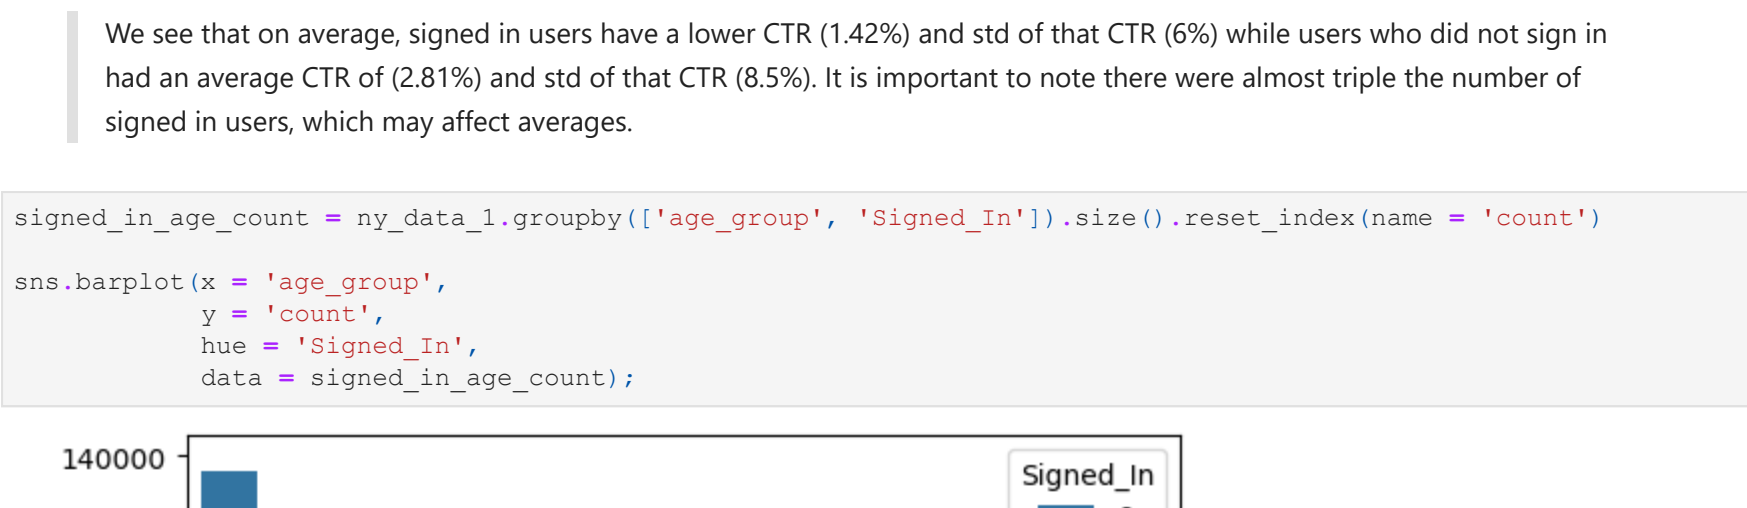 We see that on average, signed in users have a lower CTR (1.42%) and std of that CTR (6%) while users who did not sign in
had an average CTR of (2.81%) and std of that CTR (8.5%). It is important to note there were almost triple the number of
signed in users, which may affect averages.
signed_in_age_count = ny_data_1.groupby(['age_group', 'Signed_In']).size().reset_index(name = 'count')
sns.barplot(x = 'age_group',
            y = 'count',
            hue = 'Signed_In',
            data = signed_in_age_count);
140000
Signed_In